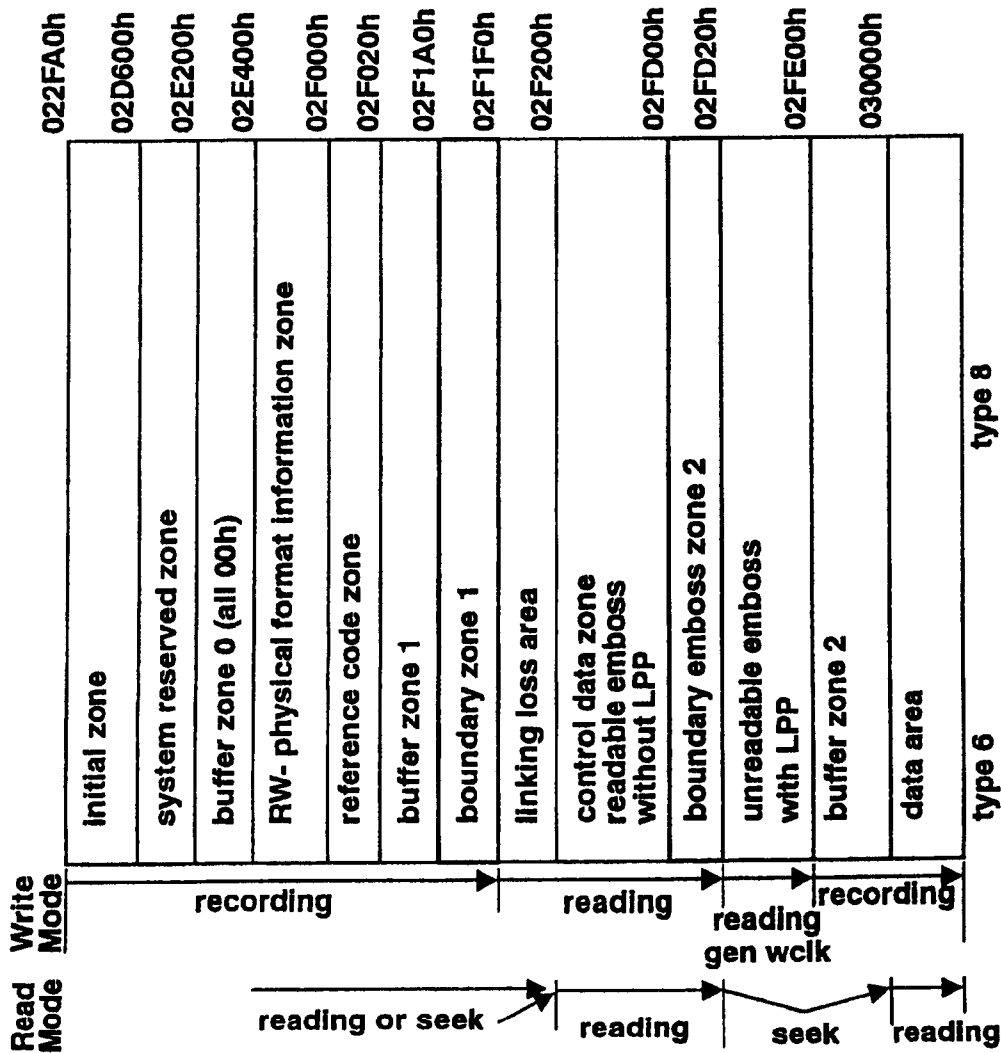 022FA0h
02D600h
02E200h
02E400h
02F000h
02F020h
02F1A0h
02F1F0h
02F200h
02FD00h
02FD20h
02FE00h
030000h
initial zone
system reserved zone
buffer zone 0 (all 00h)
RW- physical format information zone
reference code zone
buffer zone 1
boundary zone 1
linking loss area
control data zone
readable emboss
without LPP
boundary emboss zone 2
unreadable emboss
with LPP
buffer zone 2
data area
type 6
type 8
Write
Mode
recording
reading
reading
gen wclk
recording
Read
Mode
reading or seek
reading
seek
reading